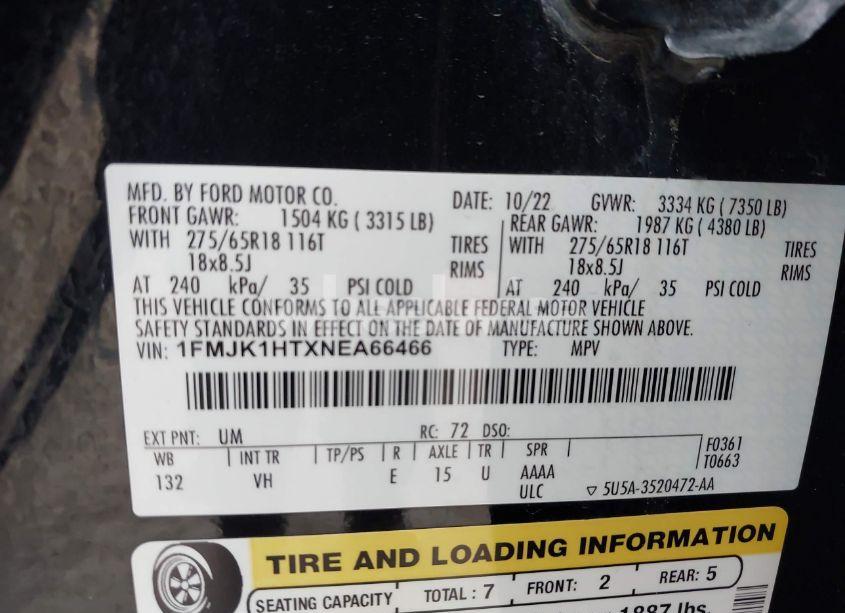 MFD. BY FORD MOTOR CO. DATE: 10/22 GVWR: 3334 KG ( 7350 LB)
FRONT GAWR: 1504 KG ( 3315 LB) REAR GAWR: 1987 KG ( 4380 LB)
WITH 275/65R18 116T TIRES WITH 275/65R18 116T TIRES
18x8.5J RIMS 18x8.5J RIMS
AT 240 kPa/ 35 PSI COLD AT 240 kPa/ 35 PSI COLD
THIS VEHICLE CONFORMS TO ALL APPLICABLE FEDERAL MOTOR VEHICLE
SAFETY STANDARDS IN EFFECT ON THE DATE OF MANUFACTURE SHOWN ABOVE.
VIN: 1FMJK1HTXNEA66466 TYPE: MPV
EXT PNT: UM RC: 72 DSO: F0361
WB INT TR TP/PS R AXLE TR SPR T0663
132 VH E 15 U AAAA
ULC 5U5A-3520472-AA
TIRE AND LOADING INFORMATION
SEATING CAPACITY TOTAL : 7 FRONT: 2 REAR: 5
1887 lbs.